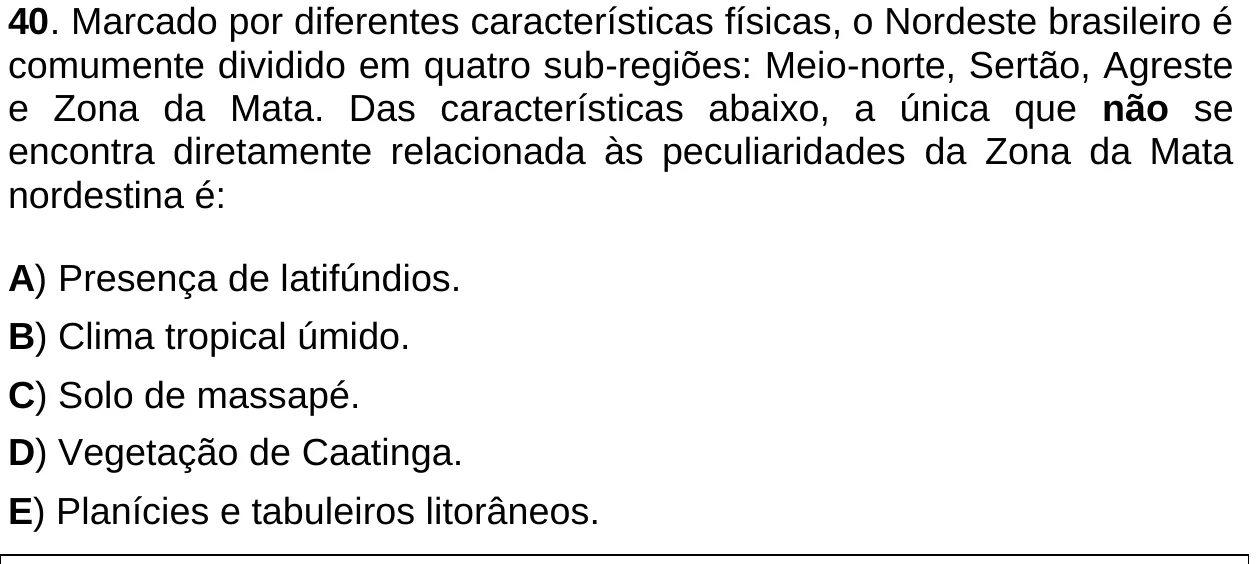 40. Marcado por diferentes características físicas, o Nordeste brasileiro é
comumente dividido em quatro sub-regiões: Meio-norte, Sertão, Agreste
e Zona da Mata. Das características abaixo, a única que não se
encontra diretamente relacionada às peculiaridades da Zona da Mata
nordestina é:
A) Presença de latifúndios.
B) Clima tropical úmido.
C) Solo de massapé.
D) Vegetação de Caatinga.
E) Planícies e tabuleiros litorâneos.